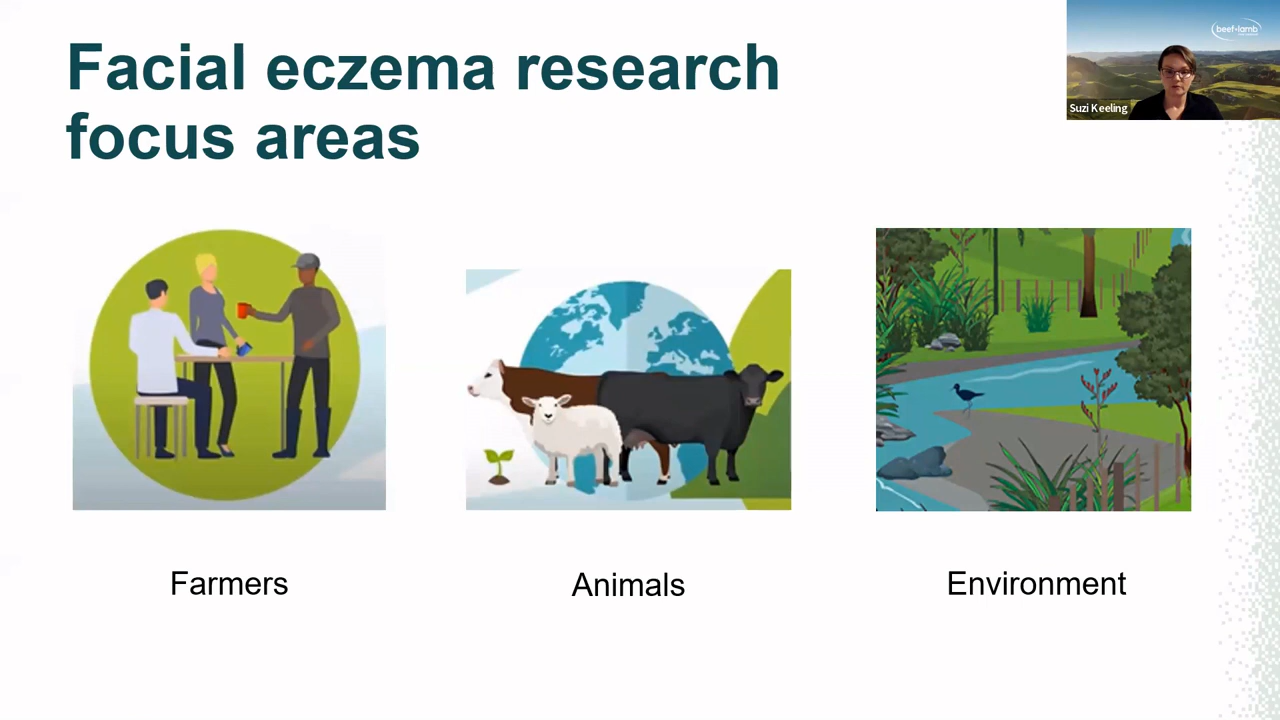 Facial eczema research
focus areas
beef+lamb
Suzi Keeling
Farmers
Animals
Environment